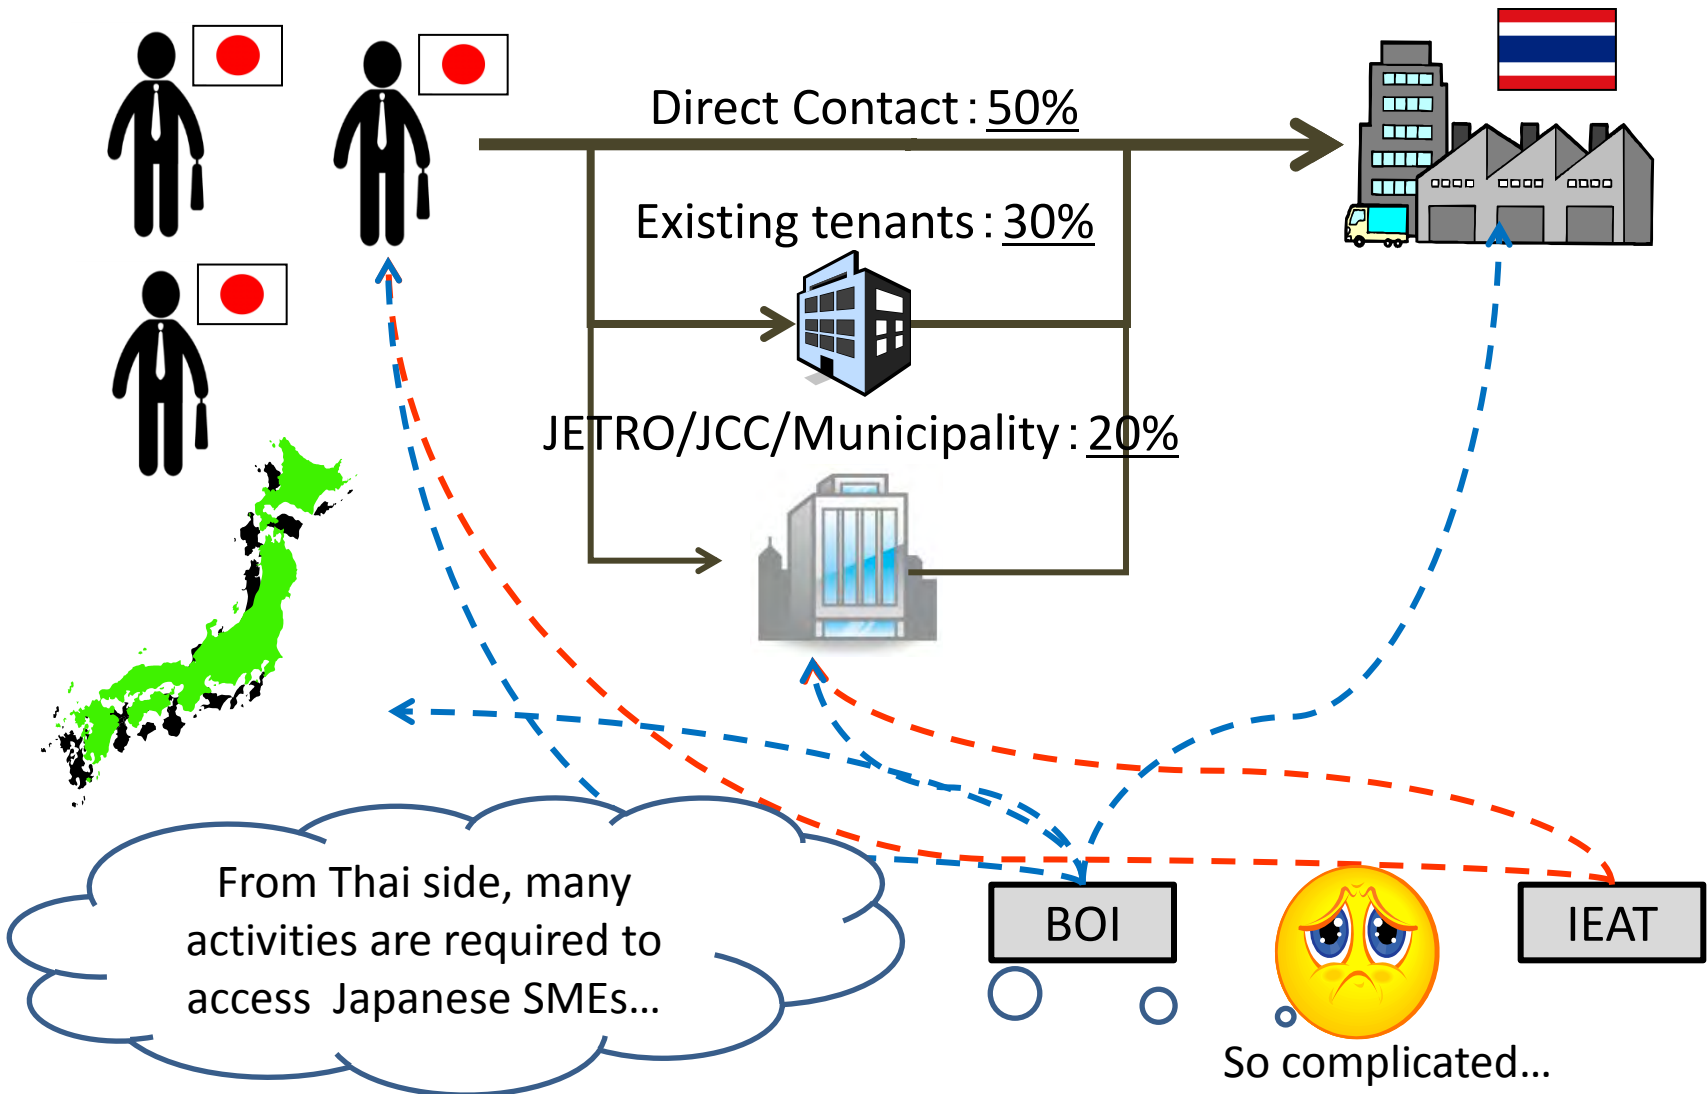 Direct Contact : 50%
Existing tenants : 30%
JETRO/JCC/Municipality : 20%
From Thai side, many
activities are required to
access Japanese SMEs...
BOI
IEAT
So complicated...